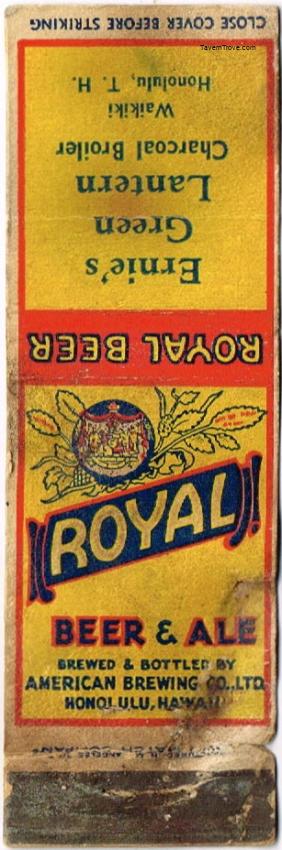 CLOSE COVER BEFORE STRIKING
TavernTrove.com
Ernie's
Green
Lantern
Charcoal Broiler
Waikiki
Honolulu, T. H.
ROYAL BEER
ROYAL
BEER & ALE
BREWED & BOTTLED BY
AMERICAN BREWING CO., LTD.
HONOLULU, HAWAII